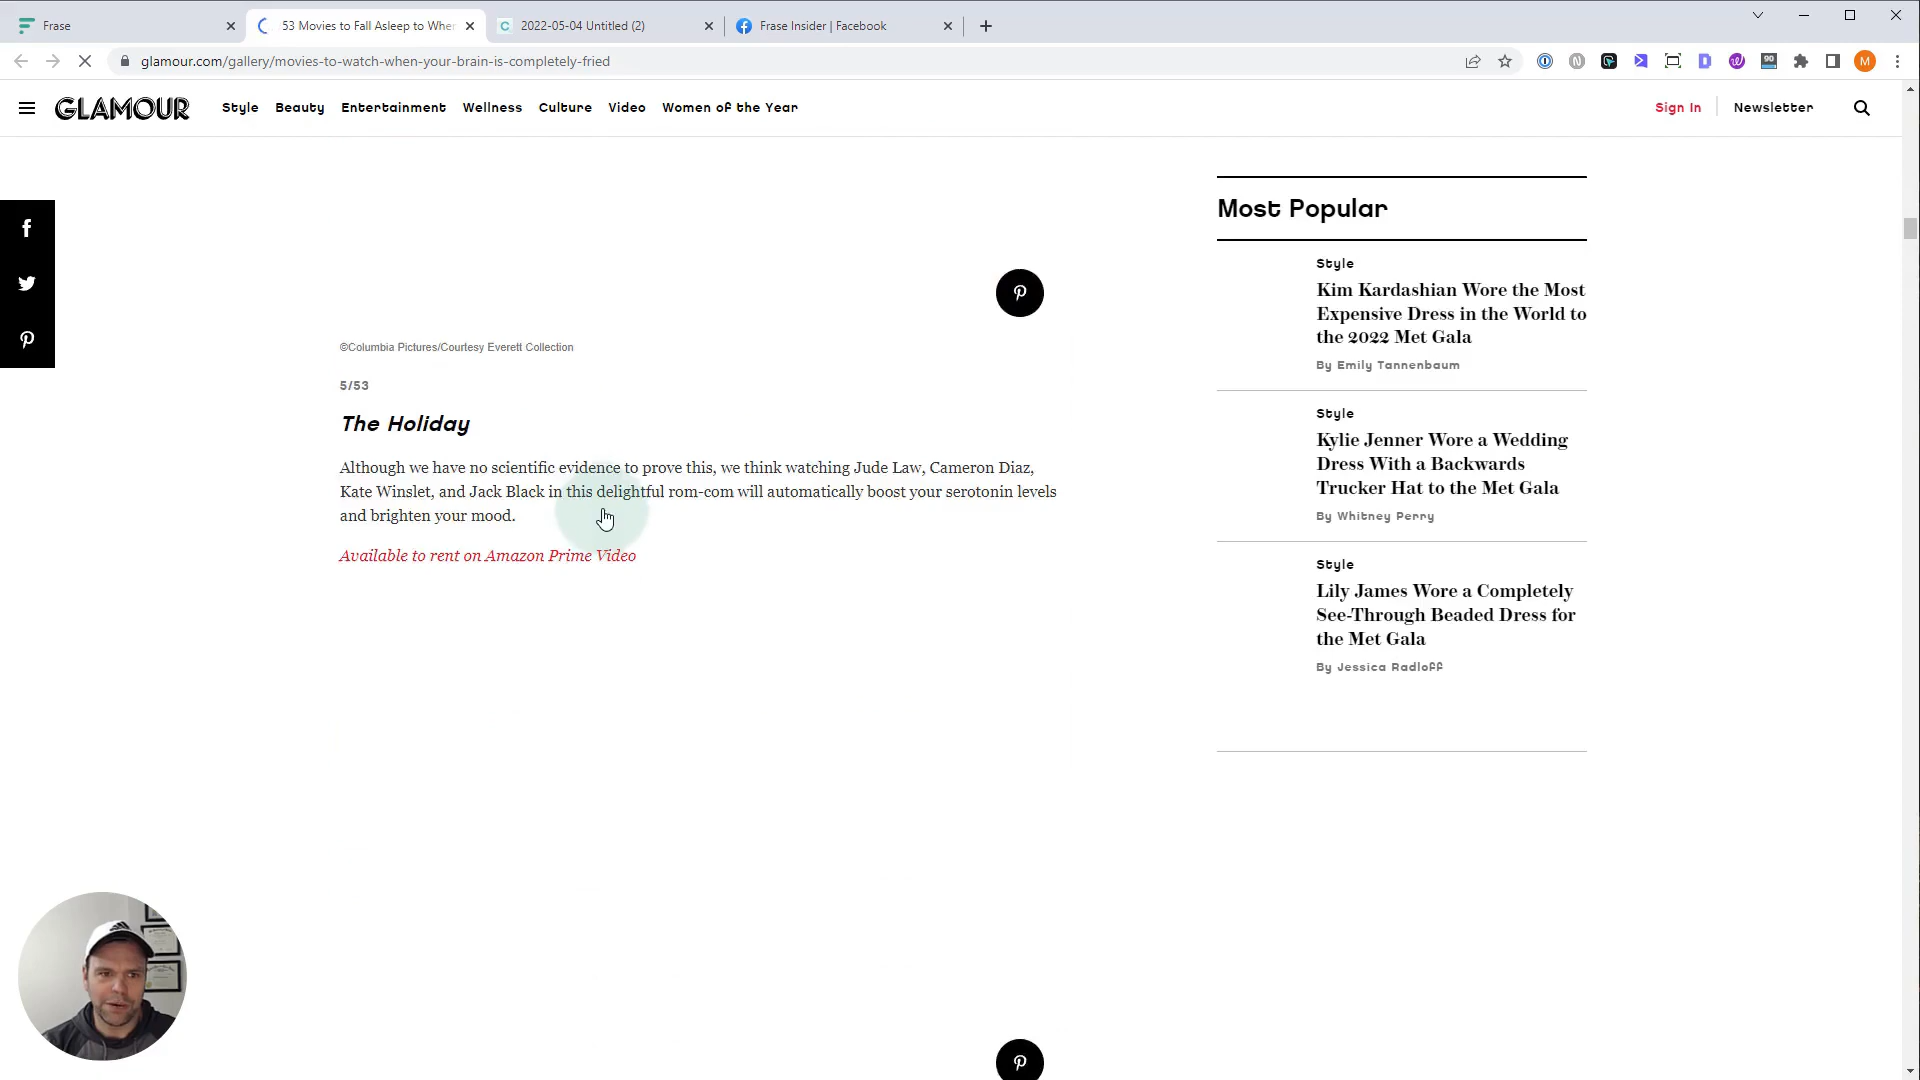 Frase
53 Movies to Fall Asleep to When
2022-05-04 Untitled (2)
Frase Insider | Facebook
glamour.com/gallery/movies-to-watch-when-your-brain-is-completely-fried
90
M
GLAMOUR
Style
Beauty
Entertainment
Wellness
Culture
Video
Women of the Year
Sign In
Newsletter
©Columbia Pictures/Courtesy Everett Collection
5/53
The Holiday
Although we have no scientific evidence to prove this, we think watching Jude Law, Cameron Diaz,
Kate Winslet, and Jack Black in this delightful rom-com will automatically boost your serotonin levels
and brighten your mood.
Available to rent on Amazon Prime Video
Most Popular
Style
Kim Kardashian Wore the Most
Expensive Dress in the World to
the 2022 Met Gala
By Emily Tannenbaum
Style
Kylie Jenner Wore a Wedding
Dress With a Backwards
Trucker Hat to the Met Gala
By Whitney Perry
Style
Lily James Wore a Completely
See-Through Beaded Dress for
the Met Gala
By Jessica Radloff